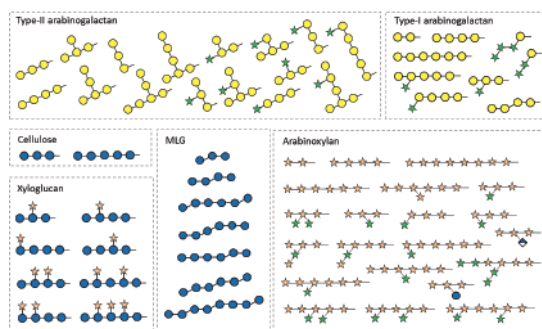 Type-II arabinogalactan
Type-I arabinogalactan
Cellulose
MLG
Arabinoxylan
Xyloglucan